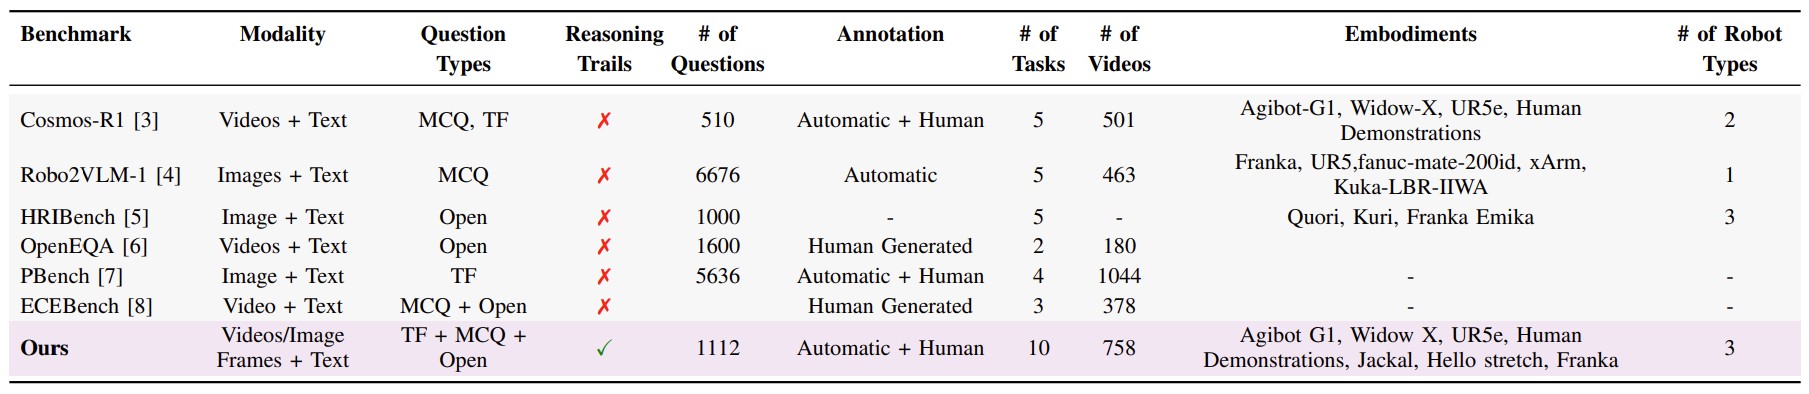 Benchmark Modality Question Types Reasoning Trails # of Questions Annotation # of Tasks # of Videos Embodiments # of Robot Types
Cosmos-R1 [3] Videos + Text MCQ, TF ✗ 510 Automatic + Human 5 501 Agibot-G1, Widow-X, UR5e, Human Demonstrations 2
Robo2VLM-1 [4] Images + Text MCQ ✗ 6676 Automatic 5 463 Franka, UR5,fanuc-mate-200id, xArm, Kuka-LBR-IIWA 1
HRIBench [5] Image + Text Open ✗ 1000 - 5 - Quori, Kuri, Franka Emika 3
OpenEQA [6] Videos + Text Open ✗ 1600 Human Generated 2 180
PBench [7] Image + Text TF ✗ 5636 Automatic + Human 4 1044 - -
ECEBench [8] Video + Text MCQ + Open ✗ Human Generated 3 378 - -
Ours Videos/Image Frames + Text TF + MCQ + Open ✓ 1112 Automatic + Human 10 758 Agibot G1, Widow X, UR5e, Human Demonstrations, Jackal, Hello stretch, Franka 3